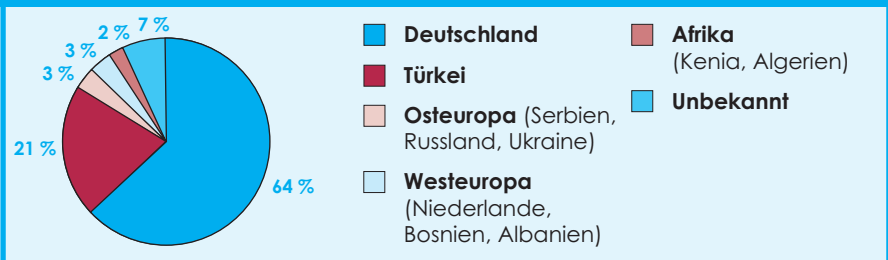 7 %
2 %
3 %
3 %
21 %
64 %
Deutschland
Türkei
Osteuropa (Serbien,
Russland, Ukraine)
Westeuropa
(Niederlande,
Bosnien, Albanien)
Afrika
(Kenia, Algerien)
Unbekannt